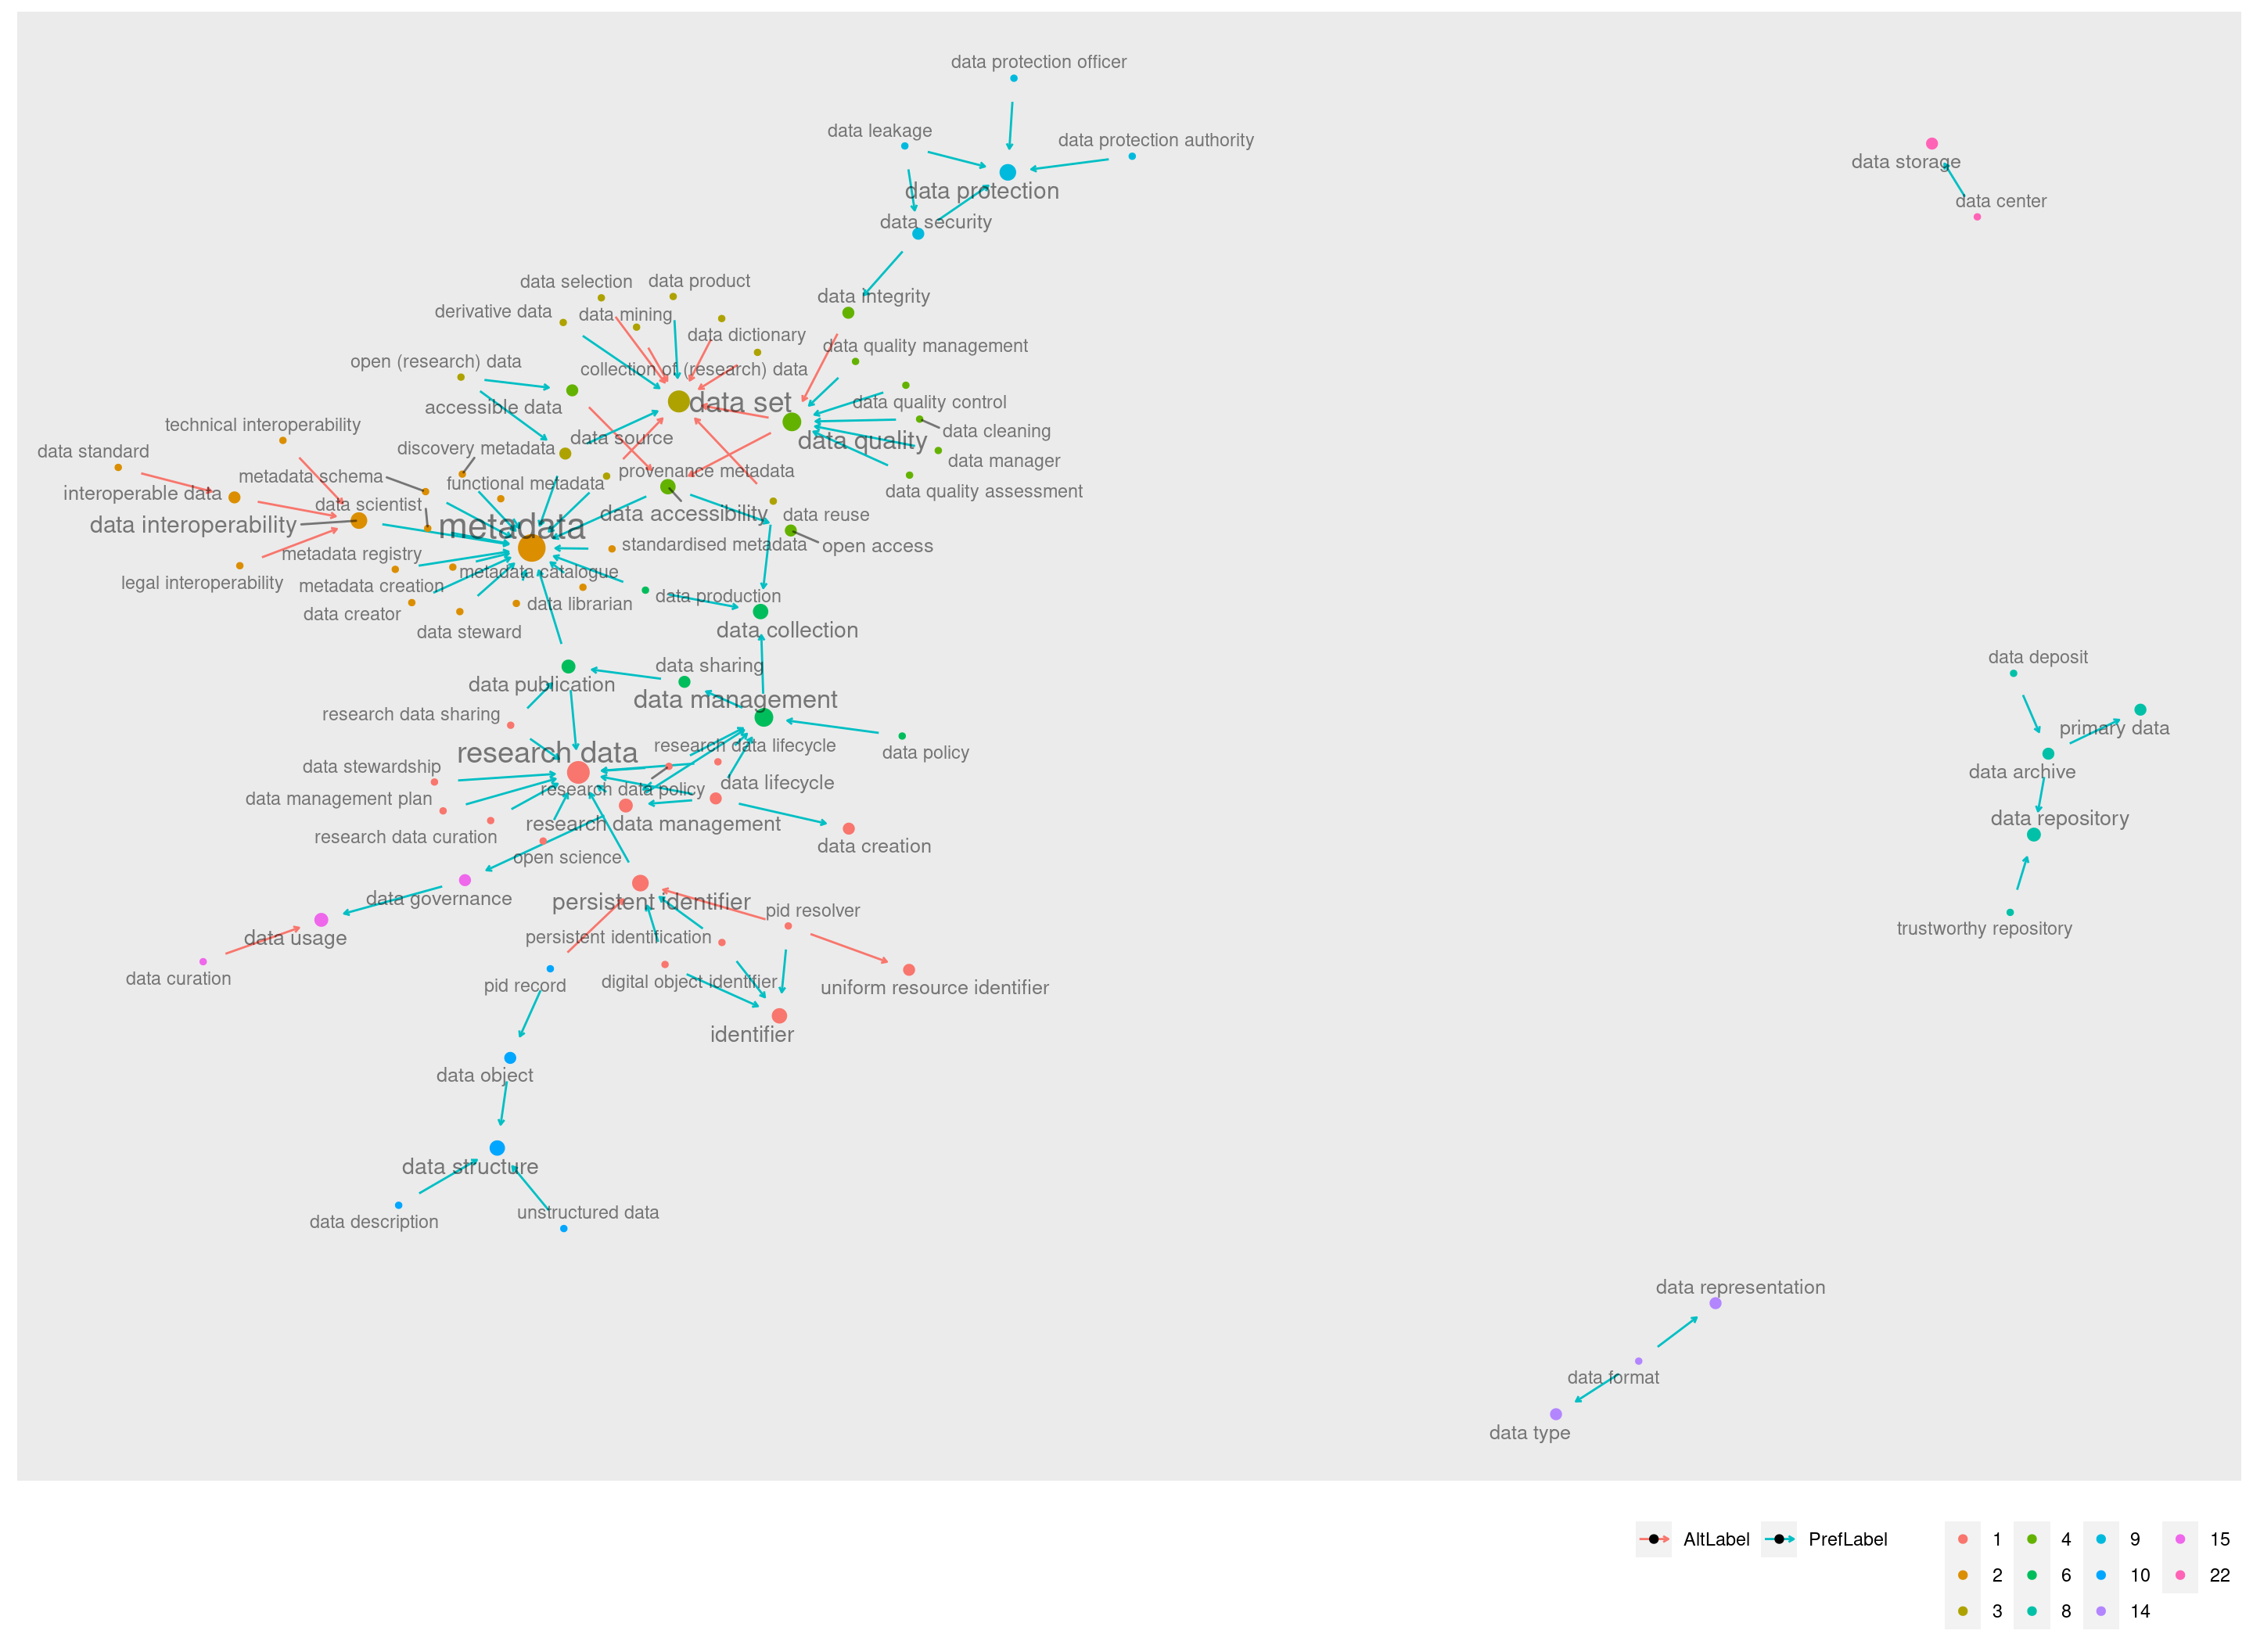 data protection officer
data leakage
data protection authority
data storage
data protection
data center
data security
data selection
data product
data integrity
derivative data
data mining
data dictionary
data quality management
open (research) data
collection of (research) data
data set
data quality control
accessible data
technical interoperability
data source
data cleaning
data quality
data standard
discovery metadata
data manager
metadata schema
provenance metadata
functional metadata
data quality assessment
interoperable data
data scientist
data accessibility
data reuse
data interoperability
metadata
standardised metadata
open access
metadata registry
metadata catalogue
legal interoperability
metadata creation
data production
data librarian
data creator
data steward
data collection
data sharing
data deposit
data publication
data management
research data sharing
primary data
research data
research data lifecycle
data policy
data stewardship
data archive
data lifecycle
research data policy
data management plan
data repository
research data management
research data curation
data creation
open science
data governance
persistent identifier
pid resolver
trustworthy repository
data usage
persistent identification
data curation
digital object identifier
pid record
uniform resource identifier
identifier
data object
data structure
unstructured data
data description
data representation
data format
data type
AltLabel
PrefLabel
1
4
9
15
2
6
10
22
3
8
14